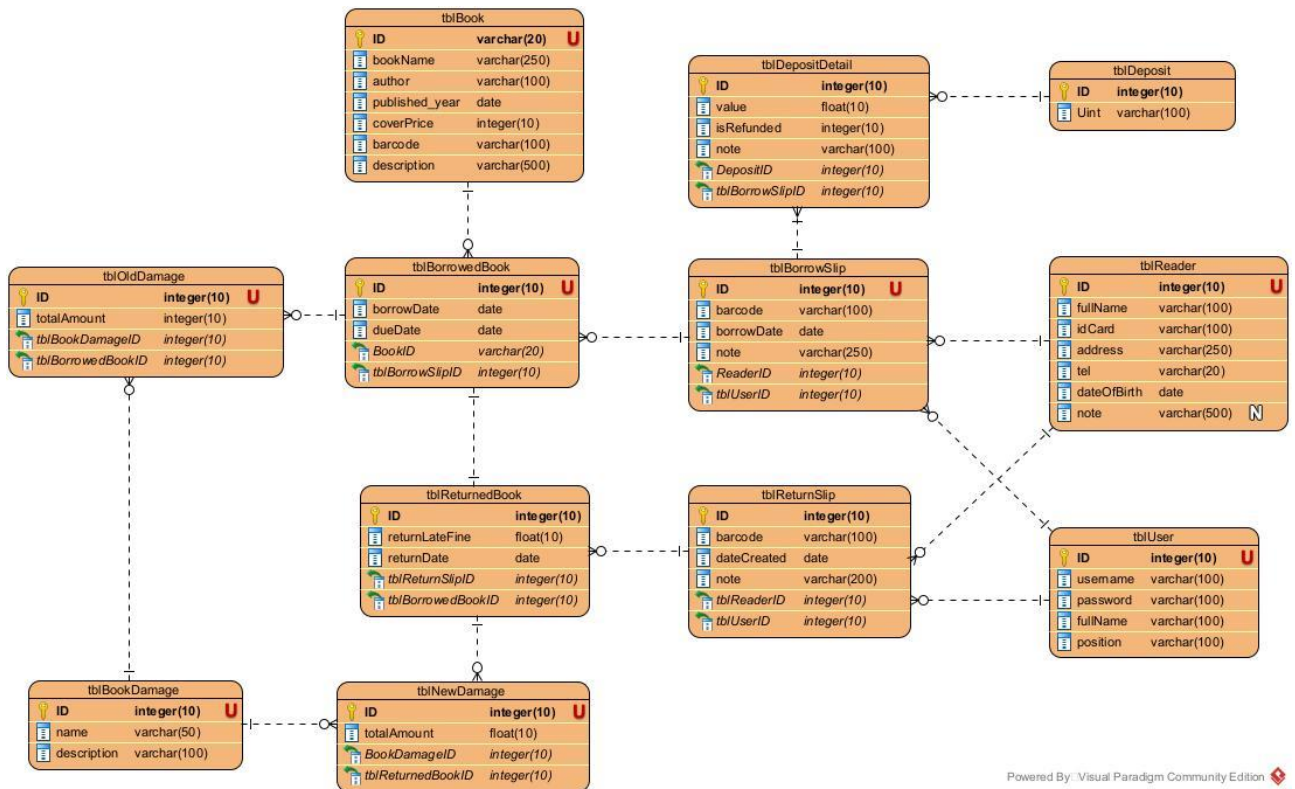 tblBook
ID varchar(20) U
bookName varchar(250)
author varchar(100)
published_year date
coverPrice integer(10)
barcode varchar(100)
description varchar(500)
tblDepositDetail
ID integer(10)
value float(10)
isRefunded integer(10)
note varchar(100)
DepositID integer(10)
tblBorrowSlipID integer(10)
tblDeposit
ID integer(10)
Uint varchar(100)
tblOldDamage
ID integer(10) U
totalAmount integer(10)
tblBookDamageID integer(10)
tblBorrowedBookID integer(10)
tblBorrowedBook
ID integer(10) U
borrowDate date
dueDate date
BookID varchar(20)
tblBorrowSlipID integer(10)
tblBorrowSlip
ID integer(10) U
barcode varchar(100)
borrowDate date
note varchar(250)
ReaderID integer(10)
tblUserID integer(10)
tblReader
ID integer(10) U
fullName varchar(100)
idCard varchar(100)
address varchar(250)
tel varchar(20)
dateOfBirth date
note varchar(500) N
tblReturnedBook
ID integer(10)
returnLateFine float(10)
returnDate date
tblReturnSlipID integer(10)
tblBorrowedBookID integer(10)
tblReturnSlip
ID integer(10)
barcode varchar(100)
dateCreated date
note varchar(200)
tblReaderID integer(10)
tblUserID integer(10)
tblUser
ID integer(10) U
username varchar(100)
password varchar(100)
fullName varchar(100)
position varchar(100)
tblBookDamage
ID integer(10) U
name varchar(50)
description varchar(100)
tblNewDamage
ID integer(10) U
totalAmount float(10)
BookDamageID integer(10)
tblReturnedBookID integer(10)
Powered By Visual Paradigm Community Edition